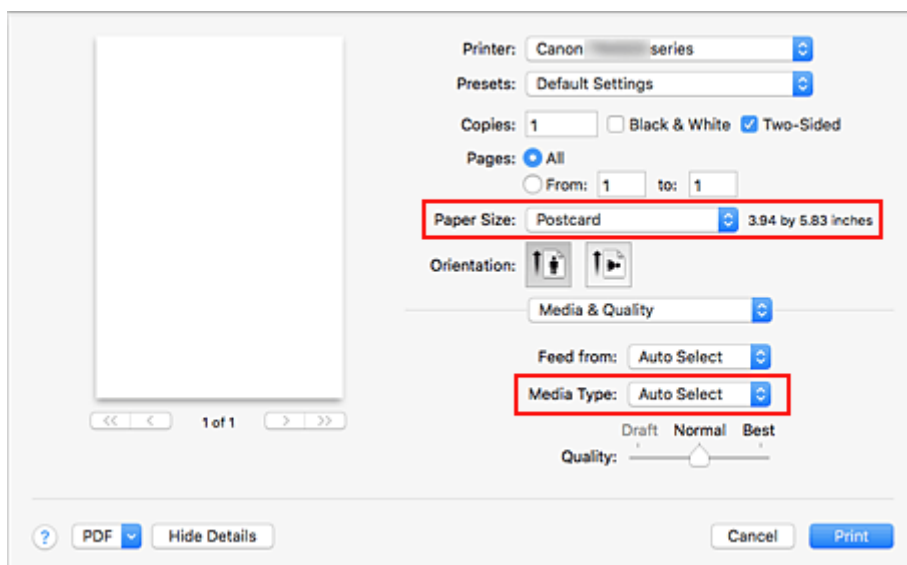 Printer: Canon series
Presets: Default Settings
Copies: 1 Black & White Two-Sided
Pages: All
From: 1 to: 1
Paper Size: Postcard 3.94 by 5.83 inches
Orientation:
Media & Quality
Feed from: Auto Select
Media Type: Auto Select
<< < 1 of 1 > >>
Draft Normal Best
Quality:
? PDF Hide Details Cancel Print